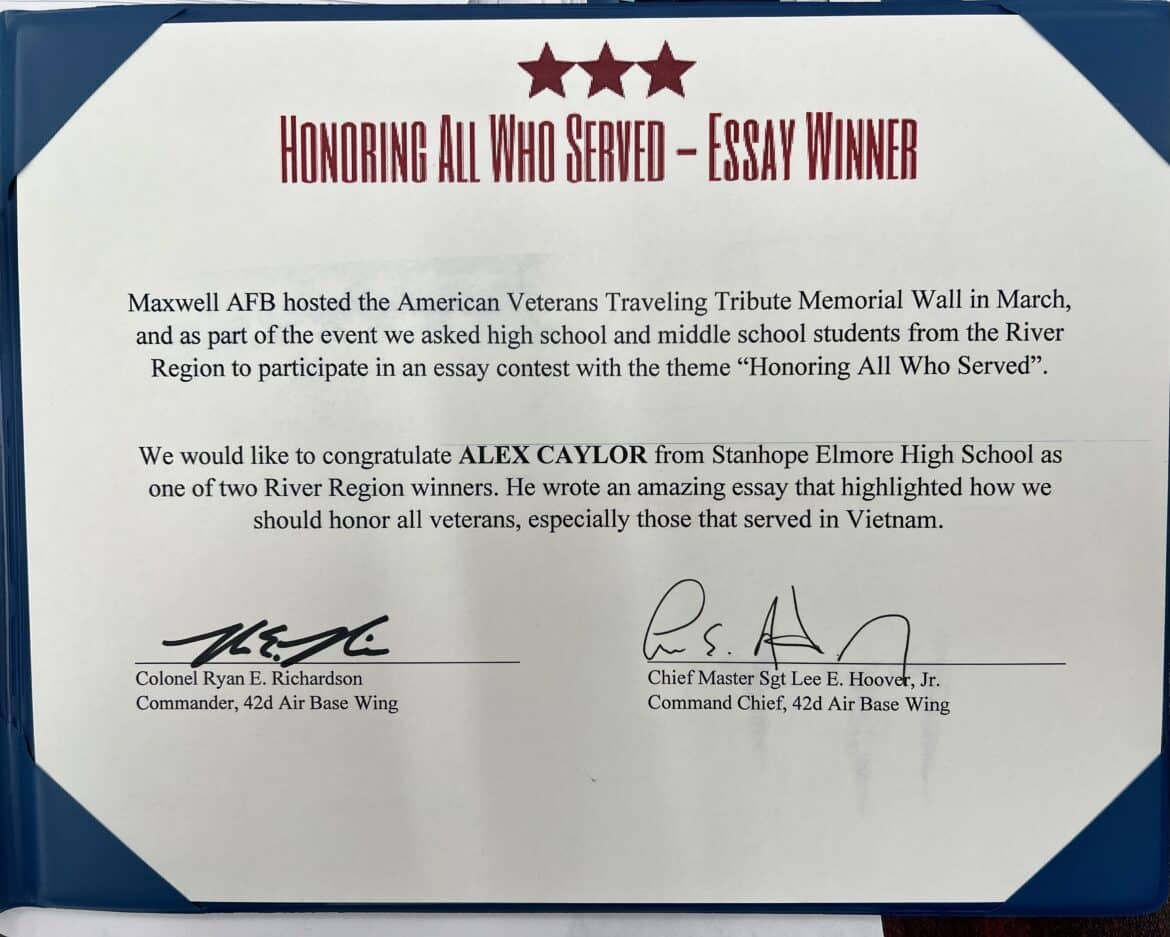 HONORING ALL WHO SERVED – ESSAY WINNER
Maxwell AFB hosted the American Veterans Traveling Tribute Memorial Wall in March,
and as part of the event we asked high school and middle school students from the River
Region to participate in an essay contest with the theme “Honoring All Who Served”.
We would like to congratulate ALEX CAYLOR from Stanhope Elmore High School as
one of two River Region winners. He wrote an amazing essay that highlighted how we
should honor all veterans, especially those that served in Vietnam.
Colonel Ryan E. Richardson
Commander, 42d Air Base Wing
Chief Master Sgt Lee E. Hoover, Jr.
Command Chief, 42d Air Base Wing